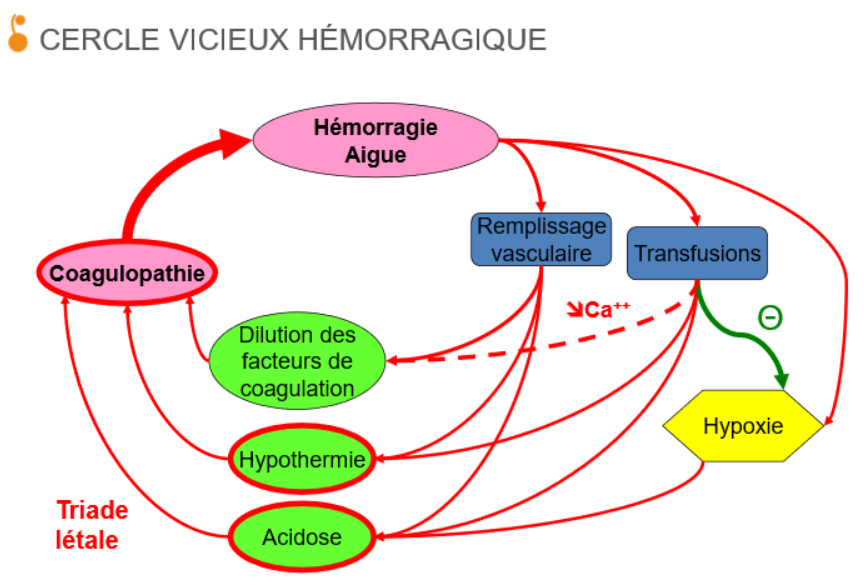 CERCLE VICIEUX HÉMORRAGIQUE
Hémorragie
Aigue
Remplissage
vasculaire
Transfusions
Coagulopathie
↘Ca⁺⁺
Θ
Dilution des
facteurs de
coagulation
Hypoxie
Hypothermie
Triade
létale
Acidose